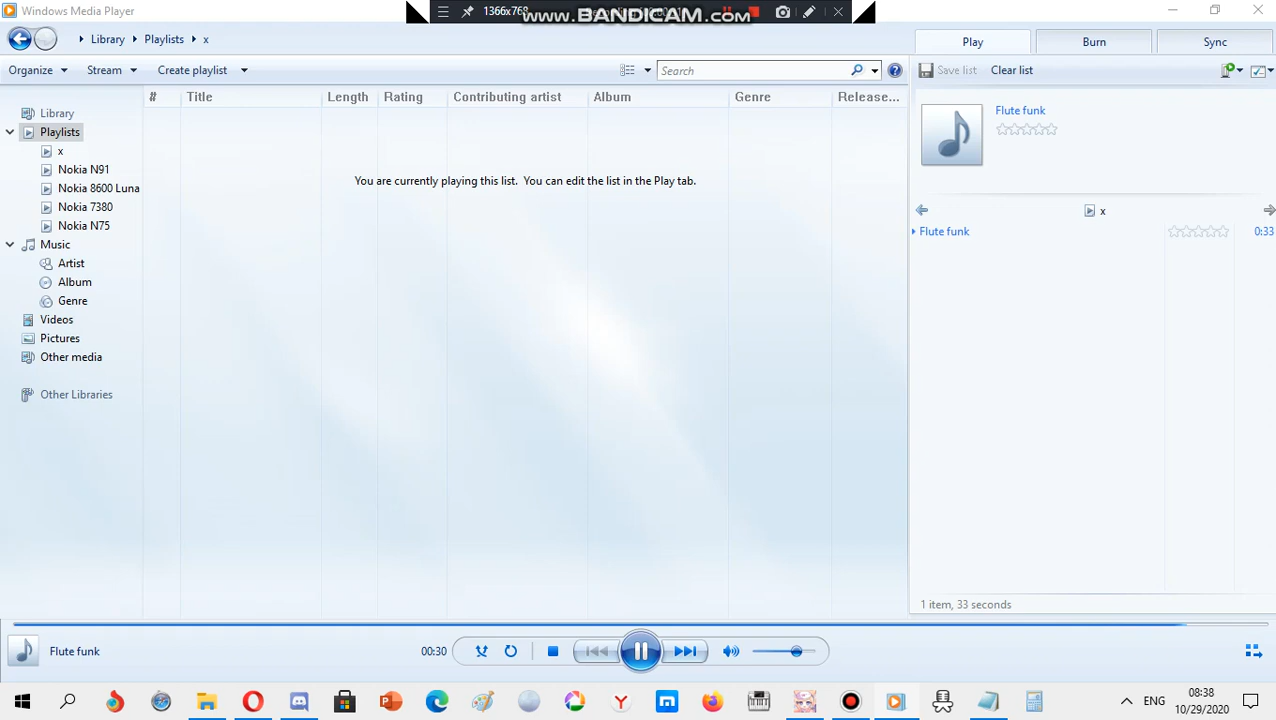 Windows Media Player
1366x768
www.BANDICAM.com
Library
Playlists
x
Play
Burn
Sync
Organize
Stream
Create playlist
Search
Save list
Clear list
#
Title
Length
Rating
Contributing artist
Album
Genre
Release...
Library
Playlists
x
Nokia N91
Nokia 8600 Luna
Nokia 7380
Nokia N75
Music
Artist
Album
Genre
Videos
Pictures
Other media
Other Libraries
You are currently playing this list. You can edit the list in the Play tab.
Flute funk
x
Flute funk
0:33
1 item, 33 seconds
Flute funk
00:30
ENG
08:38
10/29/2020